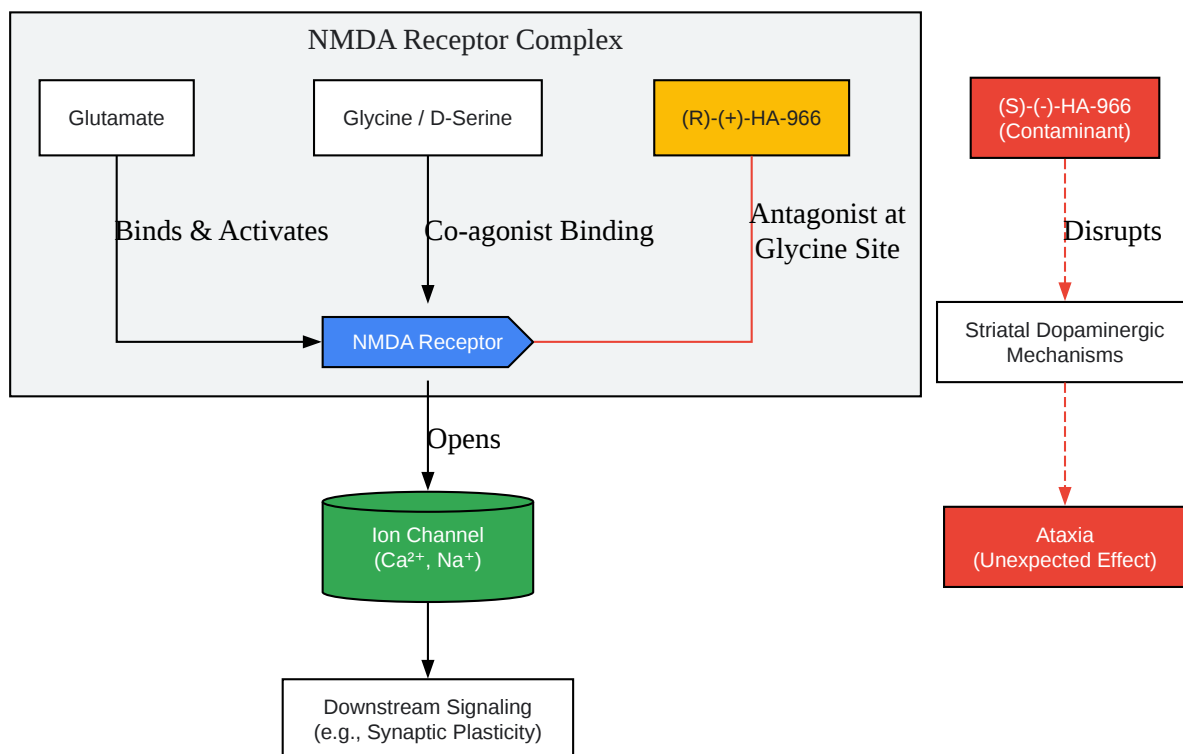 NMDA Receptor Complex
Glutamate
Glycine / D-Serine
(R)-(+)-HA-966
(S)-(-)-HA-966
(Contaminant)
Binds & Activates
Co-agonist Binding
Antagonist at
Glycine Site
Disrupts
NMDA Receptor
Striatal Dopaminergic
Mechanisms
Opens
Ion Channel
(Ca²⁺, Na⁺)
Ataxia
(Unexpected Effect)
Downstream Signaling
(e.g., Synaptic Plasticity)